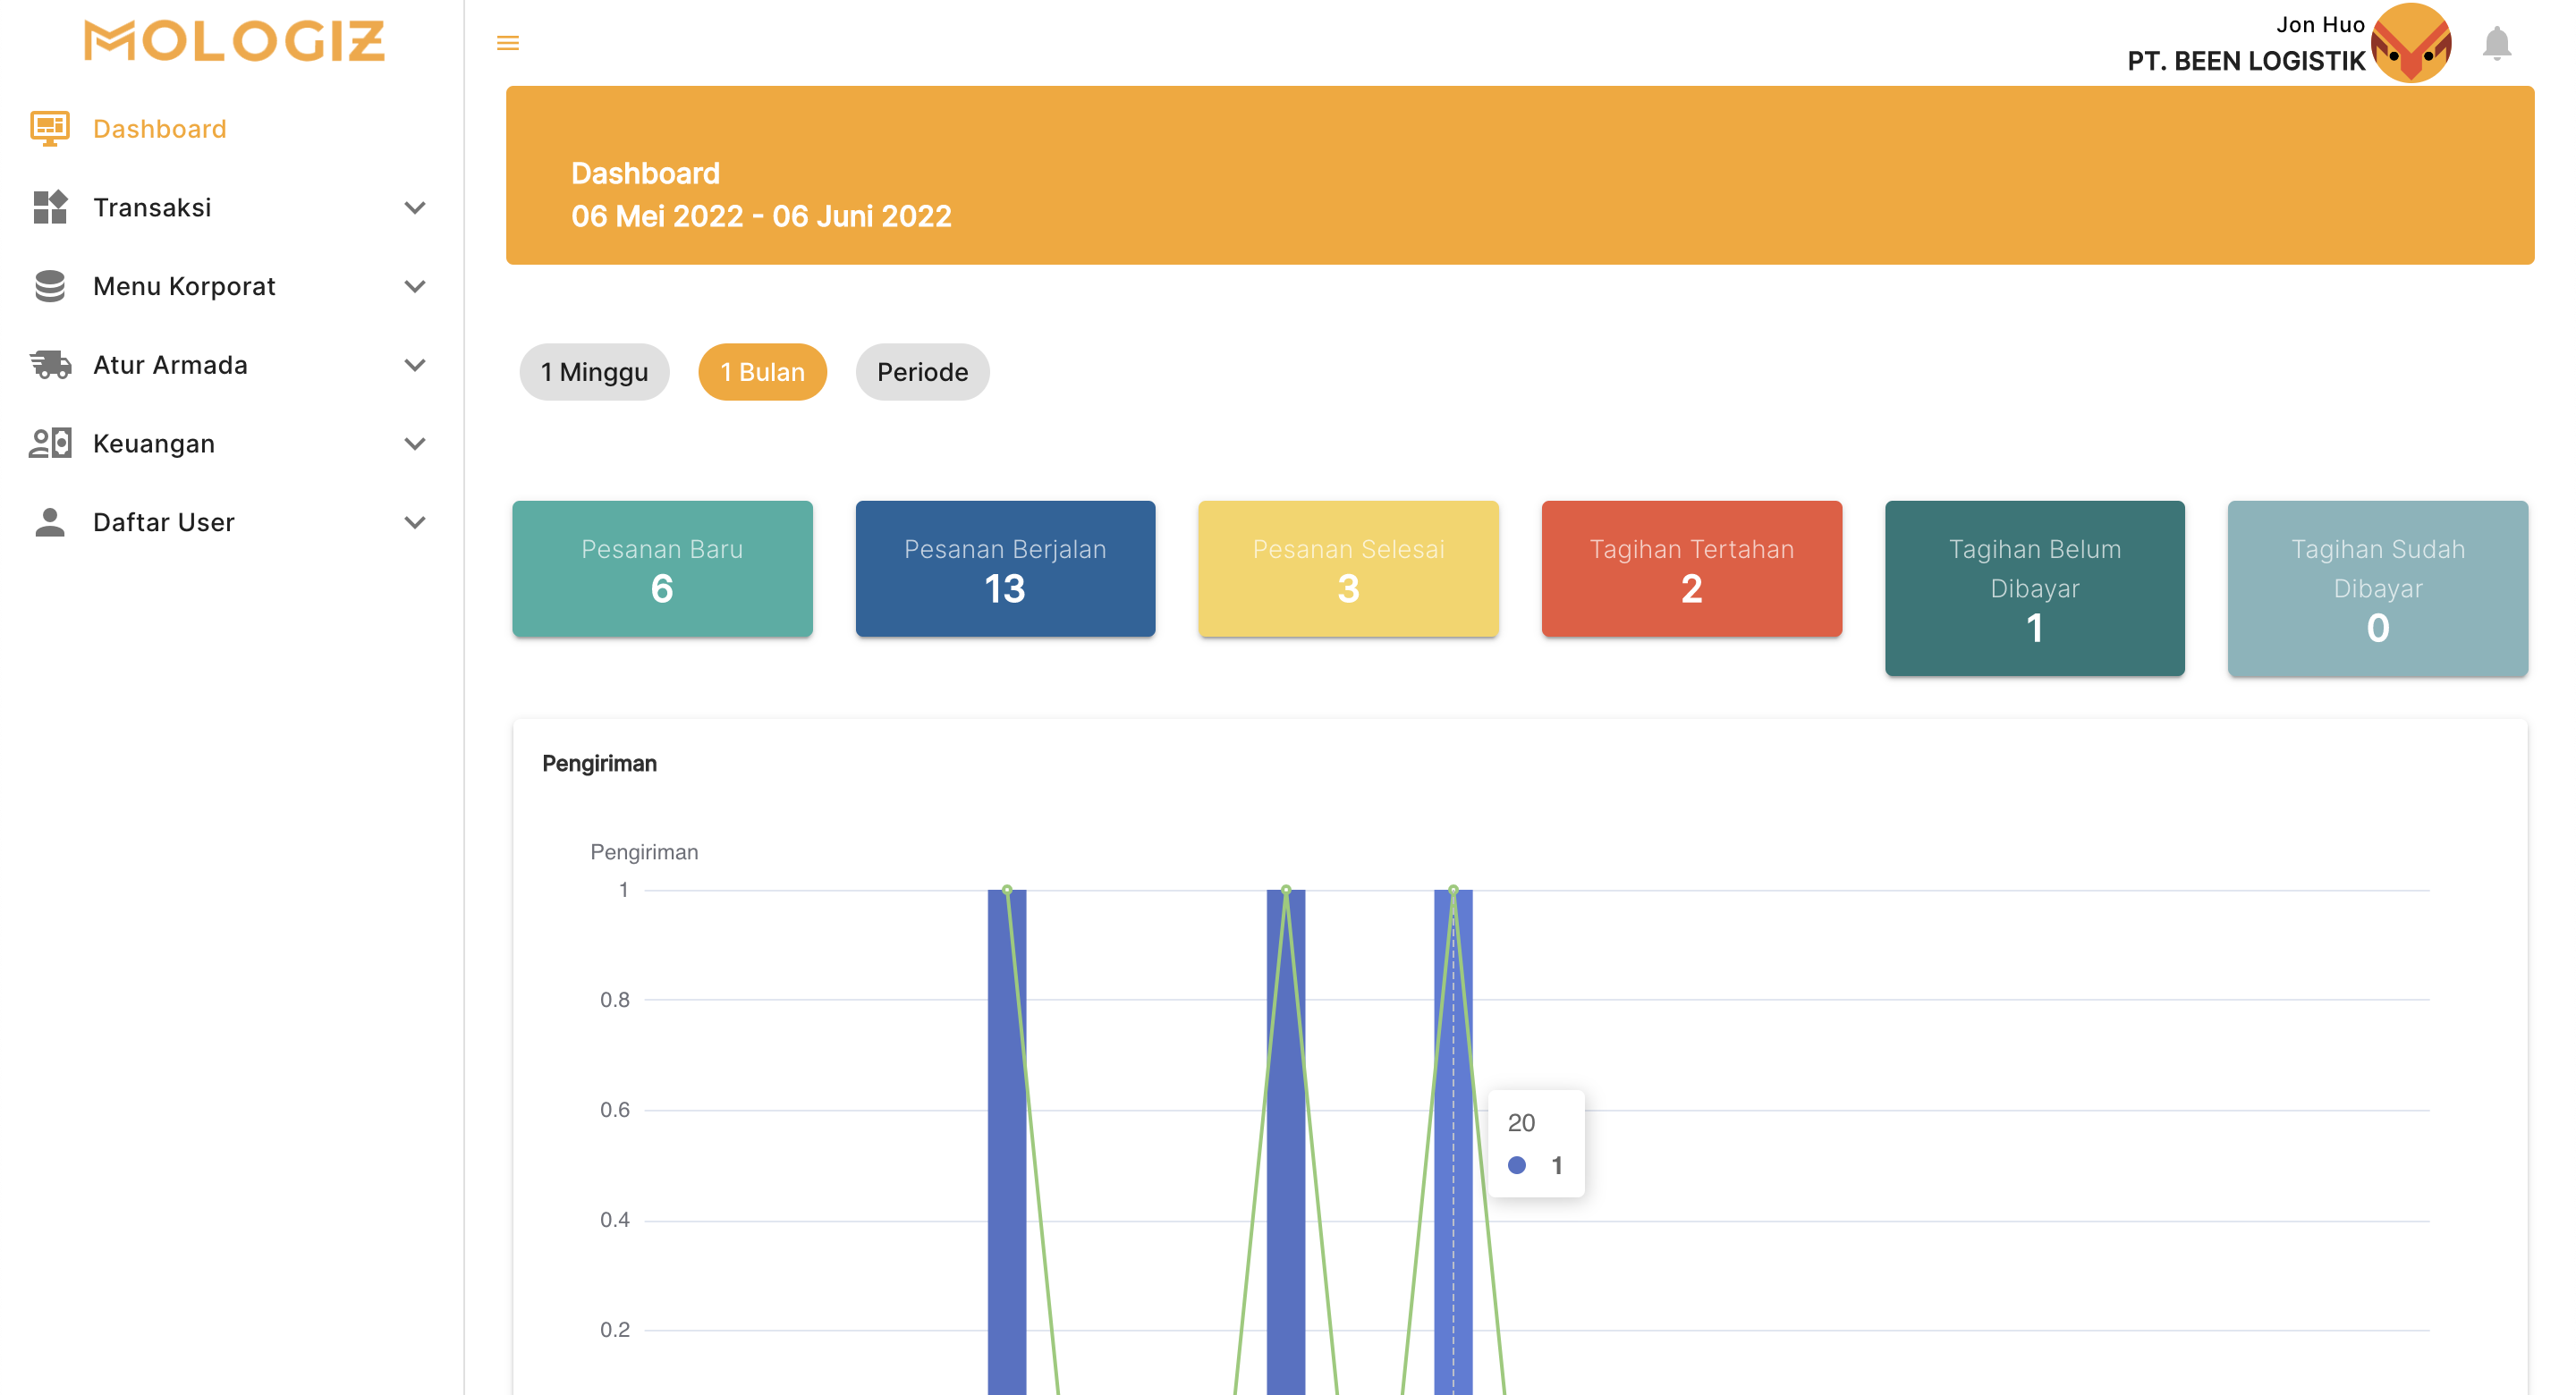 MOLOGIZ
Jon Huo
PT. BEEN LOGISTIK
Dashboard
Transaksi
Menu Korporat
Atur Armada
Keuangan
Daftar User
Dashboard
06 Mei 2022 - 06 Juni 2022
1 Minggu
1 Bulan
Periode
Pesanan Baru
6
Pesanan Berjalan
13
Pesanan Selesai
3
Tagihan Tertahan
2
Tagihan Belum
Dibayar
1
Tagihan Sudah
Dibayar
0
Pengiriman
Pengiriman
1
0.8
0.6
0.4
0.2
20
1